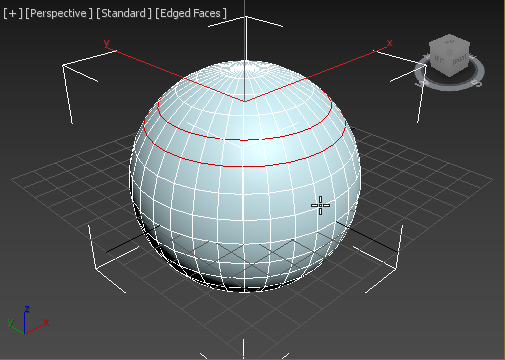 [+] [Perspective] [Standard] [Edged Faces]
y
x
z
y
x